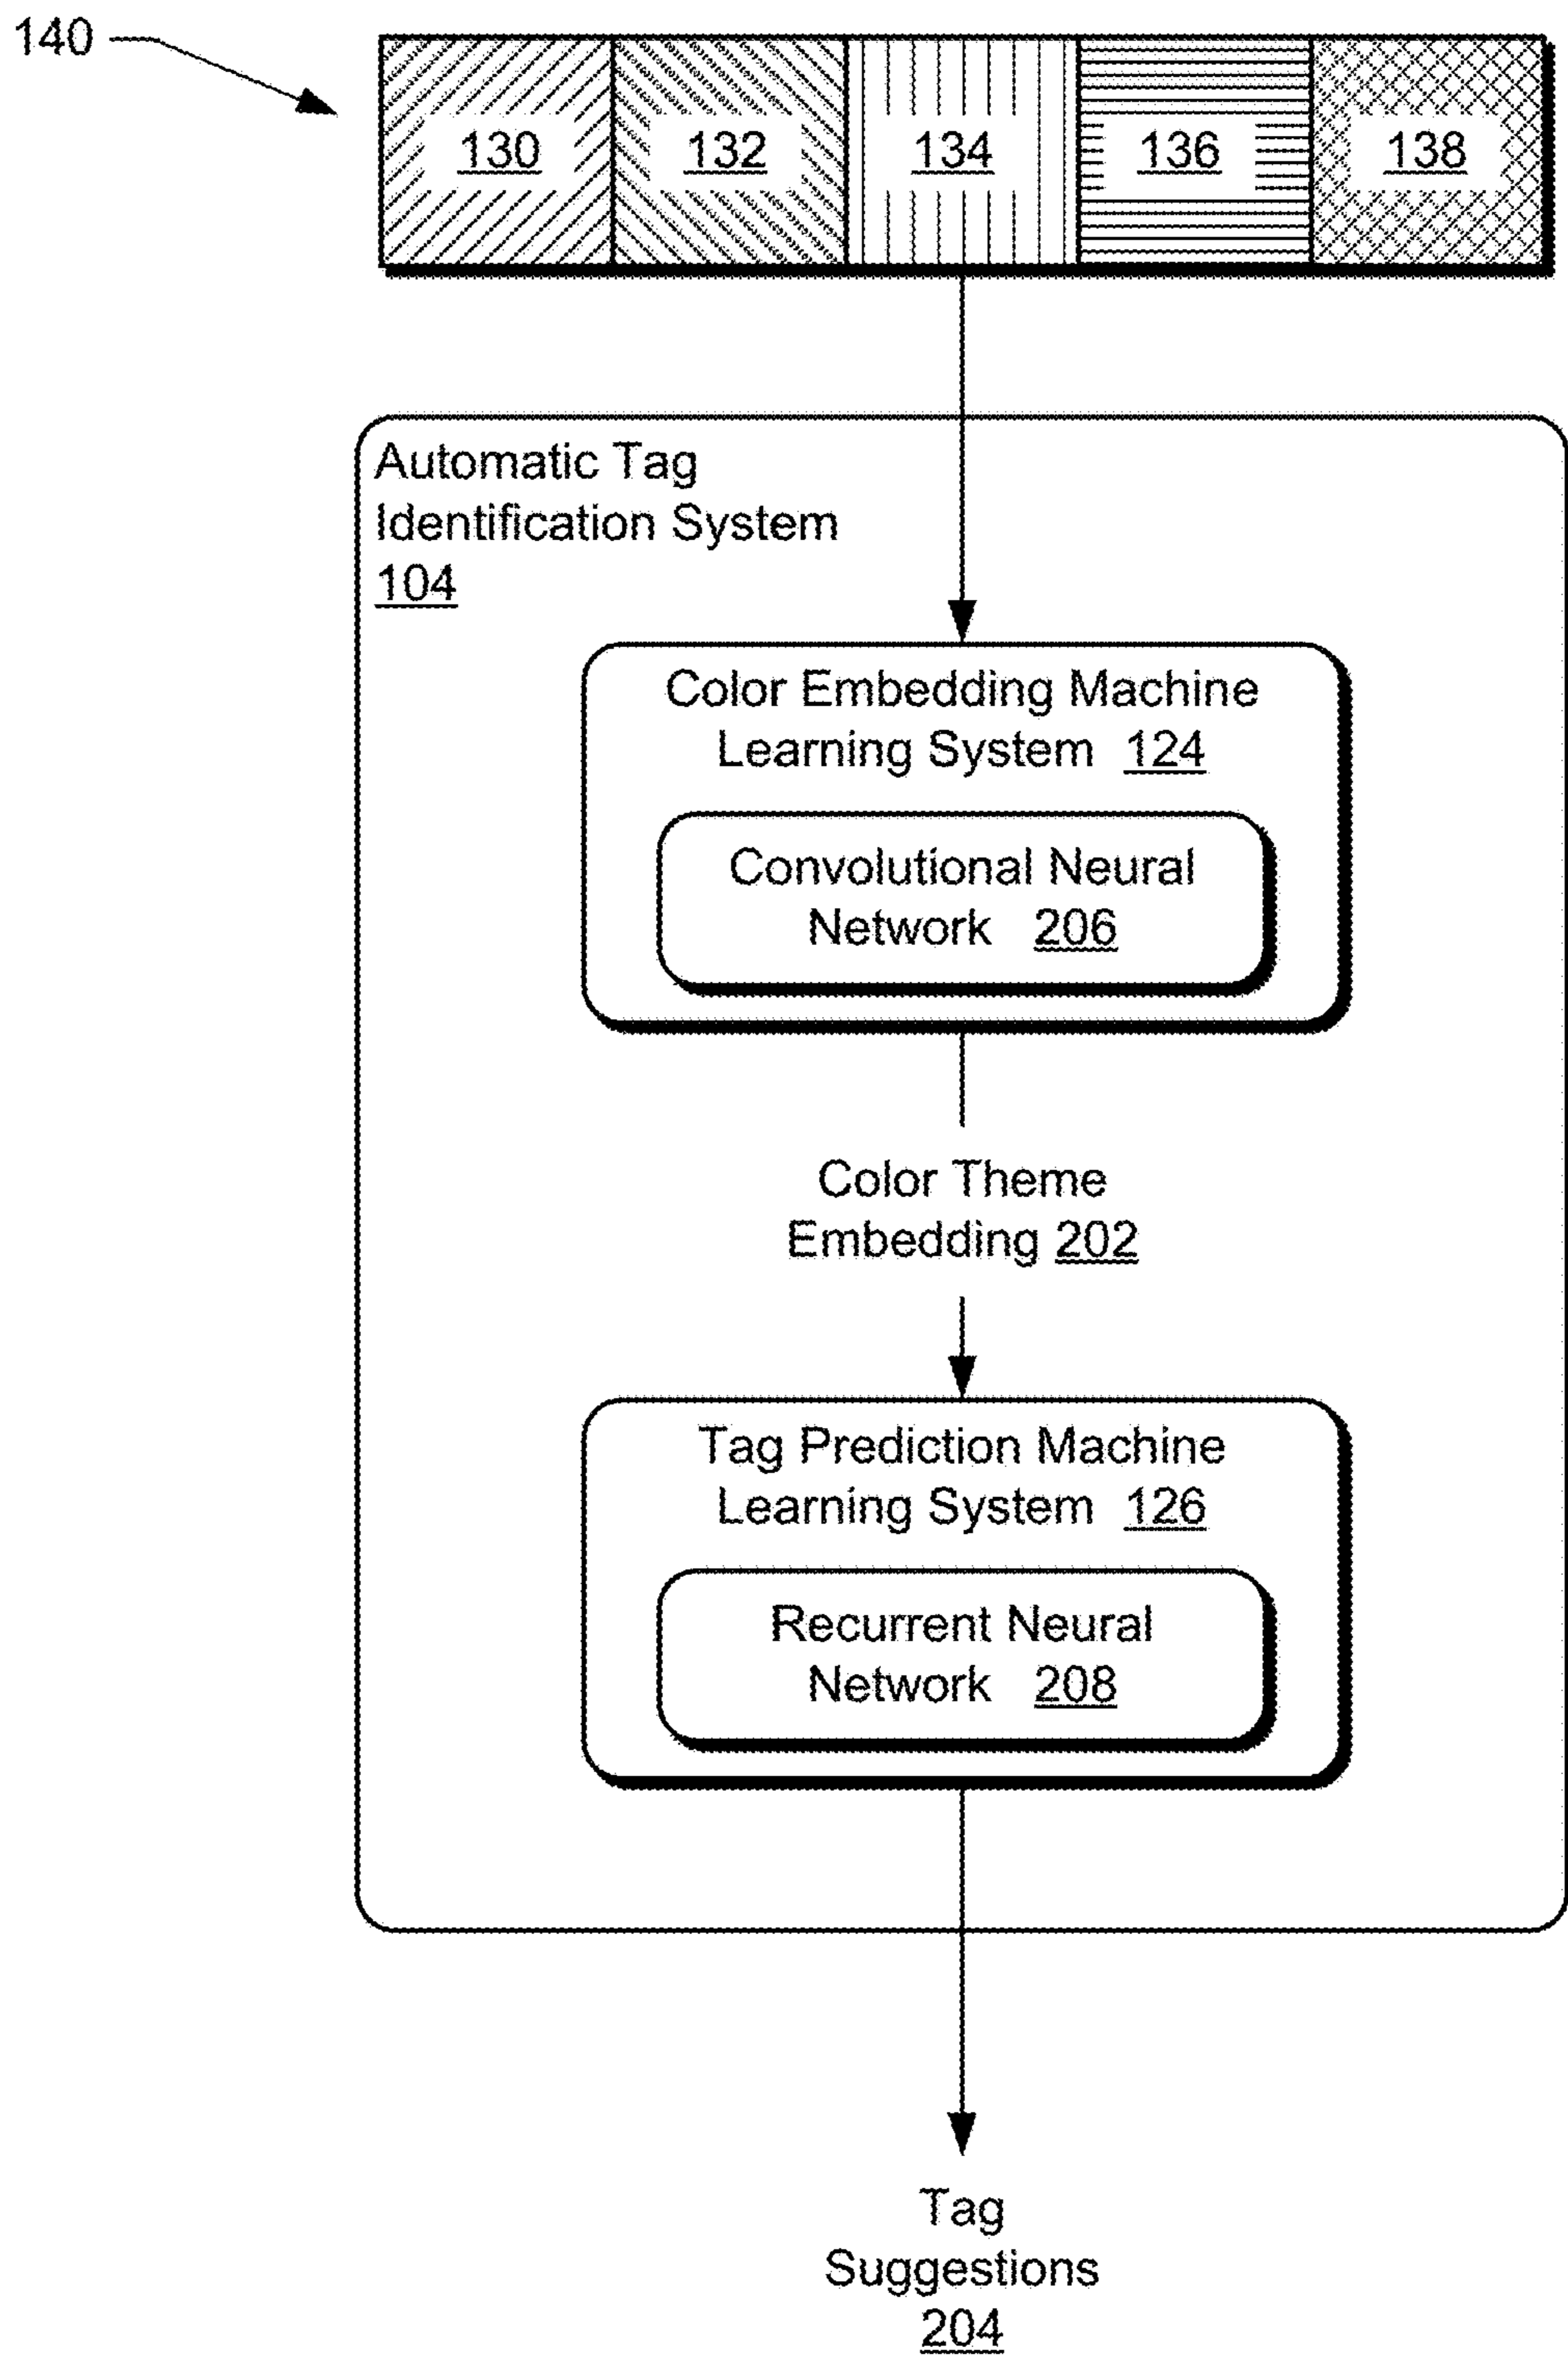 140
130 132 134 136 138
Automatic Tag
Identification System
104
Color Embedding Machine
Learning System 124
Convolutional Neural
Network 206
Color Theme
Embedding 202
Tag Prediction Machine
Learning System 126
Recurrent Neural
Network 208
Tag
Suggestions
204